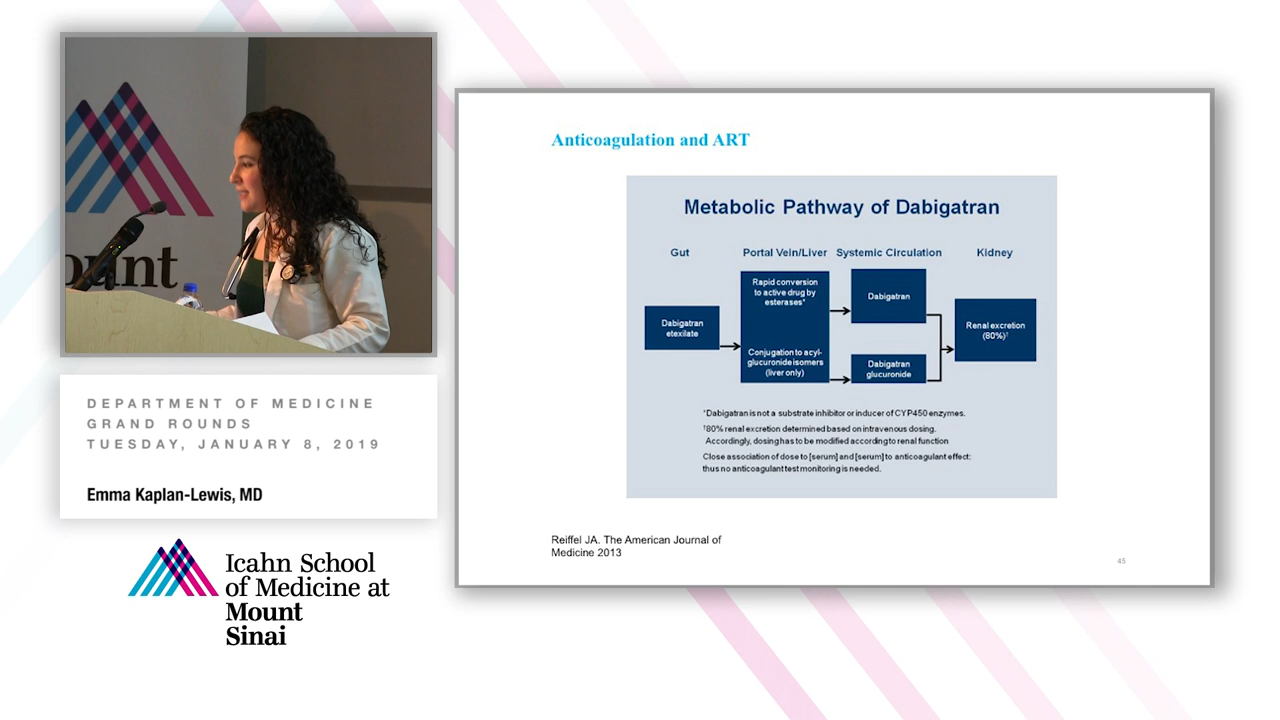 ount
DEPARTMENT OF MEDICINE
GRAND ROUNDS
TUESDAY, JANUARY 8, 2019
Emma Kaplan-Lewis, MD
Icahn School
of Medicine at
Mount
Sinai
Anticoagulation and ART
Metabolic Pathway of Dabigatran
Gut
Portal Vein/Liver
Systemic Circulation
Kidney
Dabigatran
etexilate
Rapid conversion
to active drug by
esterases*
Conjugation to acyl-
glucuronide isomers
(liver only)
Dabigatran
Dabigatran
glucuronide
Renal excretion
(80%)†
*Dabigatran is not a substrate inhibitor or inducer of CYP450 enzymes.
†80% renal excretion determined based on intravenous dosing.
Accordingly, dosing has to be modified according to renal function
Close association of dose to [serum] and [serum] to anticoagulant effect:
thus no anticoagulant test monitoring is needed.
Reiffel JA. The American Journal of
Medicine 2013
45